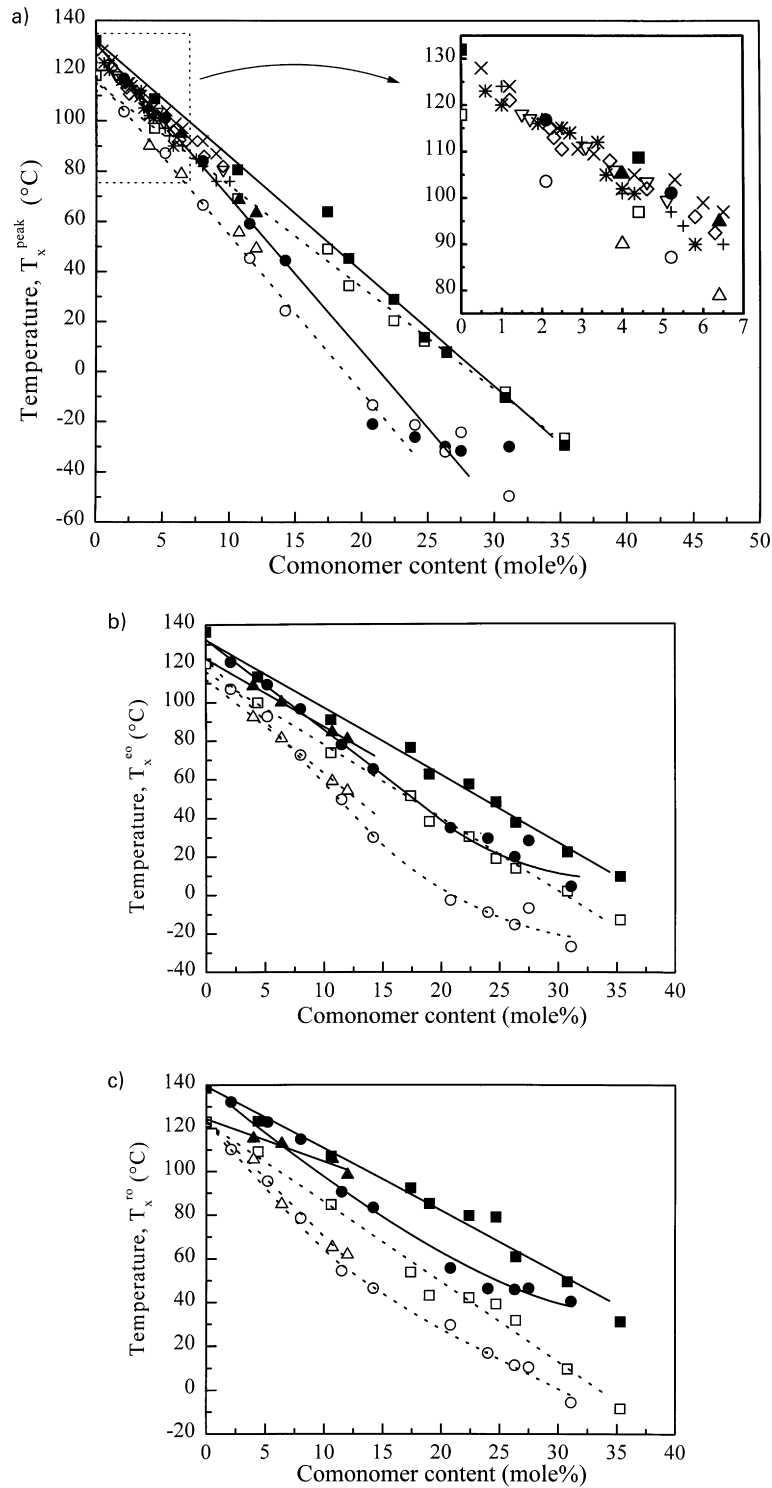 a)
140
120
100
80
60
40
20
0
-20
-40
-60
Temperature, T_x^peak (°C)
0 5 10 15 20 25 30 35 40 45 50
Comonomer content (mole%)
130
120
110
100
90
80
0 1 2 3 4 5 6 7
b)
140
120
100
80
60
40
20
0
-20
-40
Temperature, T_x^eo (°C)
0 5 10 15 20 25 30 35 40
Comonomer content (mole%)
c)
140
120
100
80
60
40
20
0
-20
Temperature, T_x^ro (°C)
0 5 10 15 20 25 30 35 40
Comonomer content (mole%)